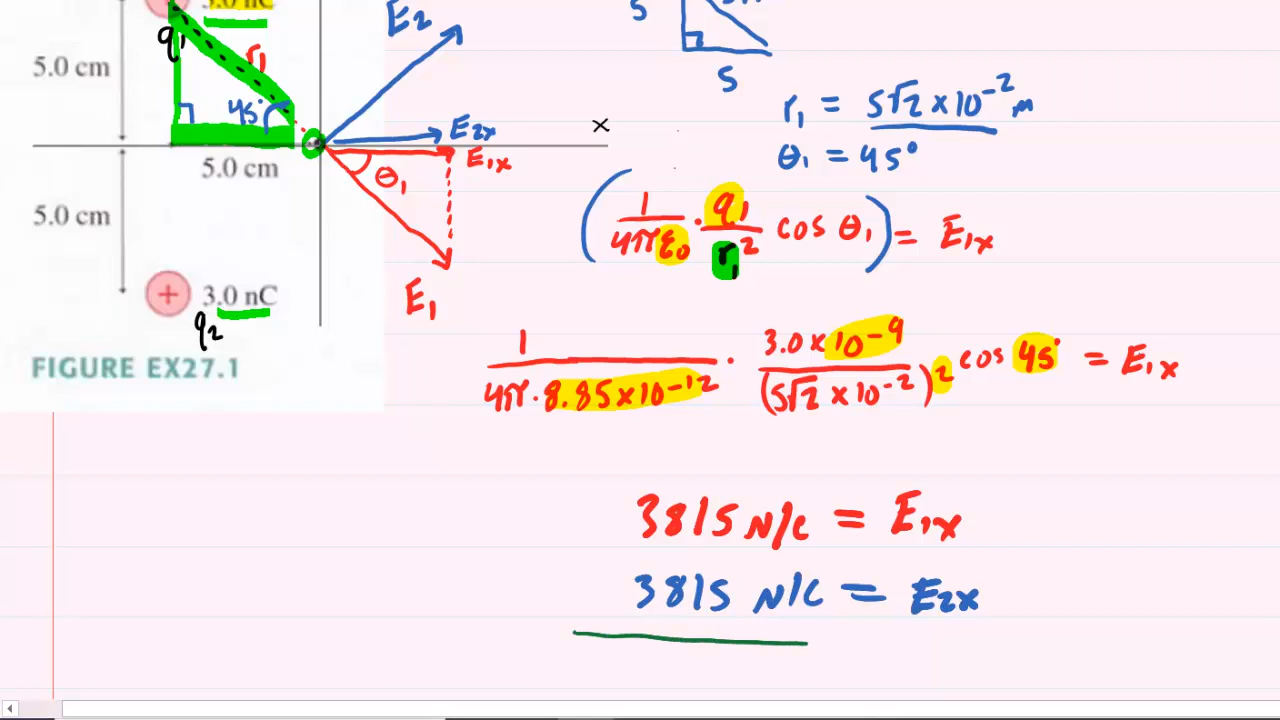 3.0 nC
q1
r1
5.0 cm
45°
5.0 cm
5.0 cm
+ 3.0 nC
q2
FIGURE EX27.1
E2
E2x
E1x
θ1
E1
x
5
5
r1 = 5√2 × 10^-2 m
θ1 = 45°
(1/4πε0 · q1/r1^2 cos θ1) = E1x
1/4π · 8.85×10^-12 · 3.0×10^-9/(5√2 × 10^-2)^2 cos 45° = E1x
3815 N/C = E1x
3815 N/C = E2x